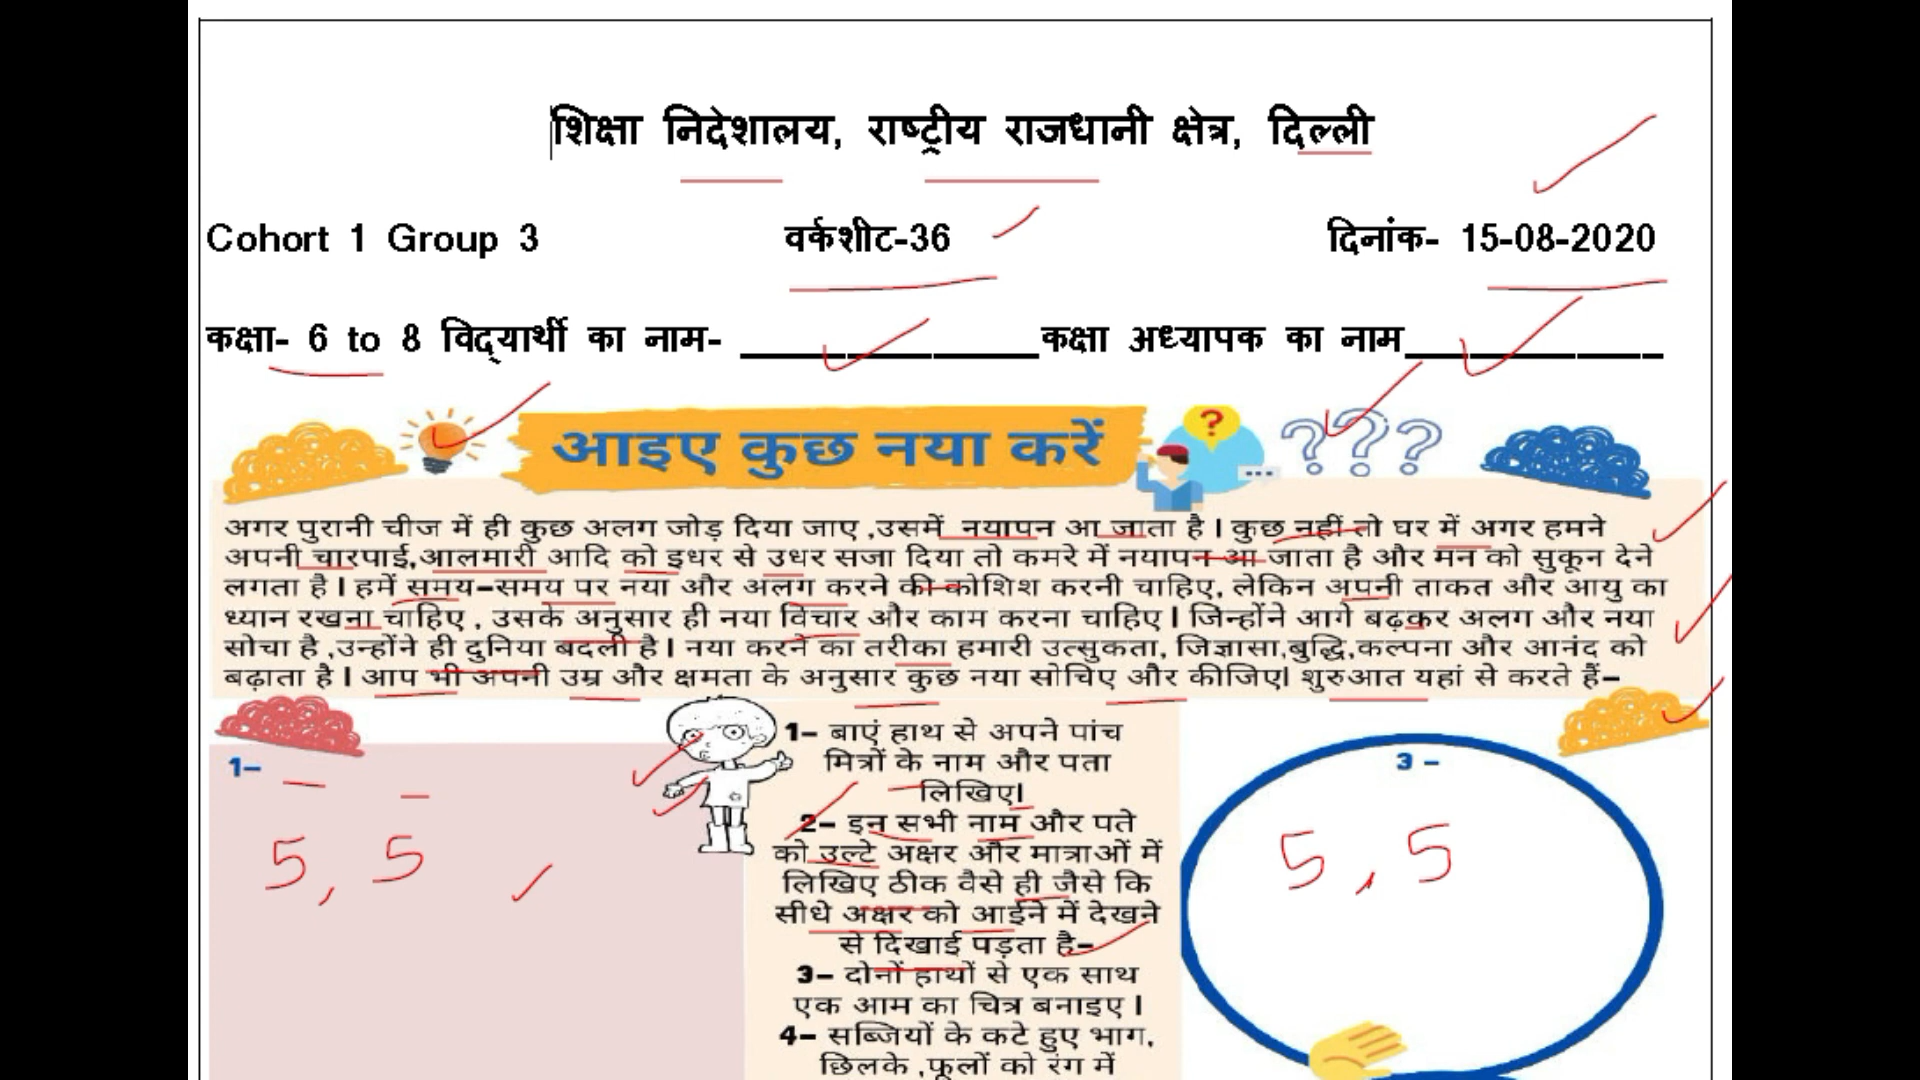 शिक्षा निदेशालय, राष्ट्रीय राजधानी क्षेत्र, दिल्ली
Cohort 1 Group 3 वर्कशीट-36 दिनांक- 15-08-2020
कक्षा- 6 to 8 विद्यार्थी का नाम- ______________कक्षा अध्यापक का नाम____________
आइए कुछ नया करें
?
???
अगर पुरानी चीज में ही कुछ अलग जोड़ दिया जाए ,उसमें नयापन आ जाता है । कुछ नहीं तो घर में अगर हमने
अपनी चारपाई,आलमारी आदि को इधर से उधर सजा दिया तो कमरे में नयापन आ जाता है और मन को सुकून देने
लगता है । हमें समय-समय पर नया और अलग करने की कोशिश करनी चाहिए, लेकिन अपनी ताकत और आयु का
ध्यान रखना चाहिए , उसके अनुसार ही नया विचार और काम करना चाहिए । जिन्होंने आगे बढ़कर अलग और नया
सोचा है ,उन्होंने ही दुनिया बदली है । नया करने का तरीका हमारी उत्सुकता, जिज्ञासा,बुद्धि,कल्पना और आनंद को
बढ़ाता है । आप भी अपनी उम्र और क्षमता के अनुसार कुछ नया सोचिए और कीजिए। शुरुआत यहां से करते हैं–
1–
5, 5
1– बाएं हाथ से अपने पांच
मित्रों के नाम और पता
लिखिए।
2– इन सभी नाम और पते
को उल्टे अक्षर और मात्राओं में
लिखिए ठीक वैसे ही जैसे कि
सीधे अक्षर को आईने में देखने
से दिखाई पड़ता है–
3– दोनों हाथों से एक साथ
एक आम का चित्र बनाइए ।
4– सब्जियों के कटे हुए भाग,
छिलके ,फूलों को रंग में
3 –
5, 5